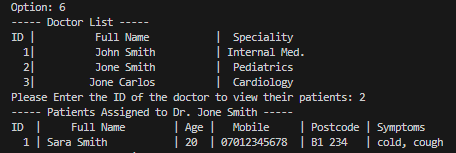 Option: 6
----- Doctor List -----
ID |          Full Name           |  Speciality
  1|          John Smith          | Internal Med.
  2|          Jone Smith          |  Pediatrics
  3|         Jone Carlos          |  Cardiology
Please Enter the ID of the doctor to view their patients: 2
----- Patients Assigned to Dr. Jone Smith -----
ID  |     Full Name       | Age |   Mobile      | Postcode | Symptoms
  1 | Sara Smith          | 20  | 07012345678   | B1 234   | cold, cough